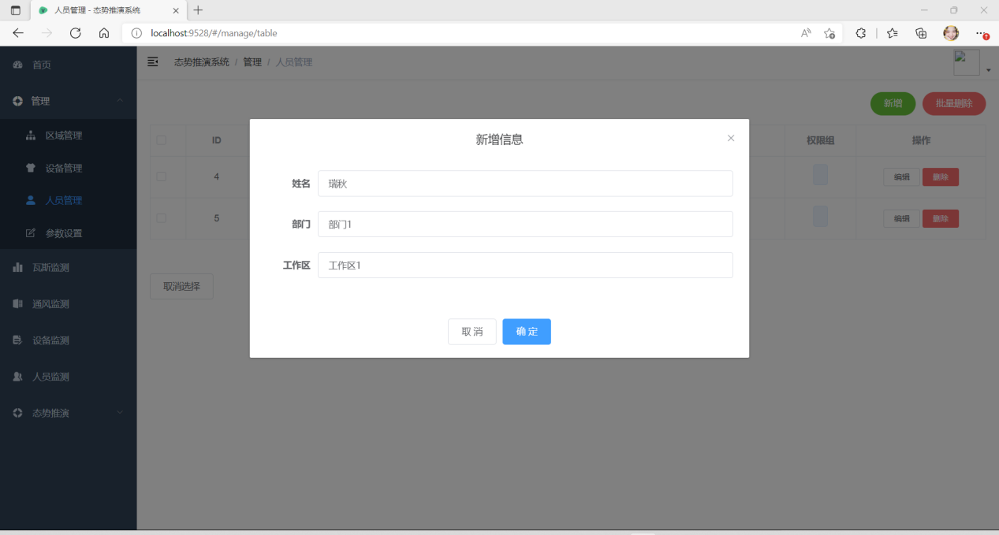 人员管理 - 态势推演系统
localhost:9528/#/manage/table
首页
态势推演系统 / 管理 / 人员管理
管理
新增
批量删除
区域管理
设备管理
人员管理
参数设置
瓦斯监测
通风监测
设备监测
人员监测
态势推演
ID
权限组
操作
4
编辑
删除
5
编辑
删除
取消选择
新增信息
姓名
瑞秋
部门
部门1
工作区
工作区1
取 消
确 定